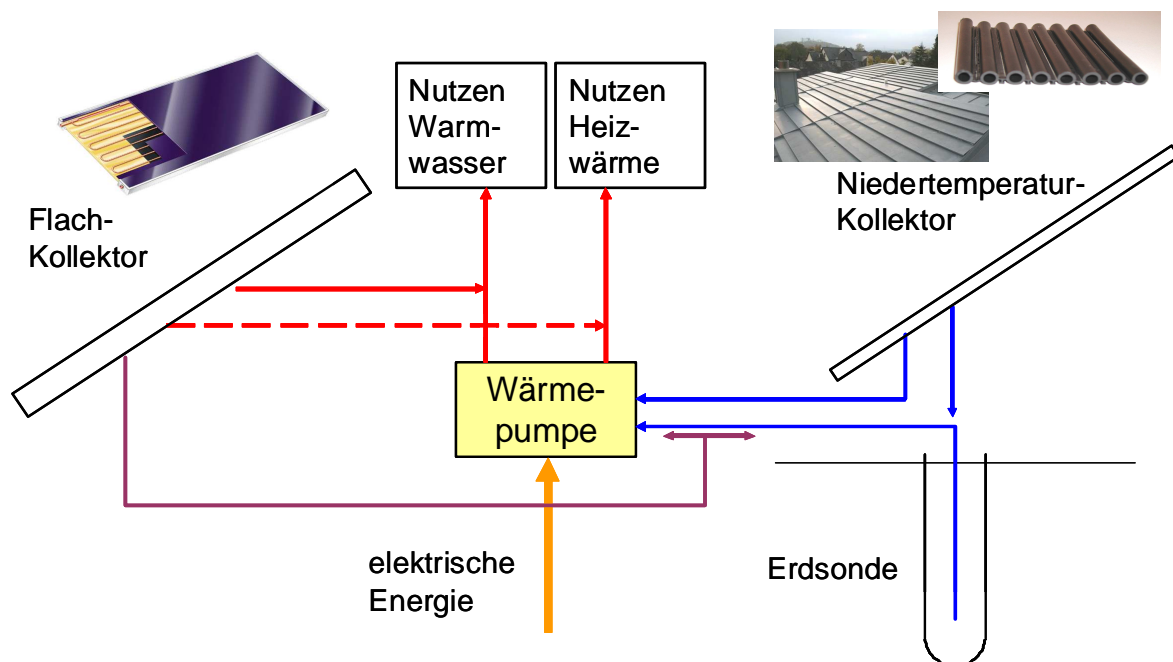 Nutzen
Warm-
wasser
Nutzen
Heiz-
wärme
Flach-
Kollektor
Niedertemperatur-
Kollektor
Wärme-
pumpe
elektrische
Energie
Erdsonde